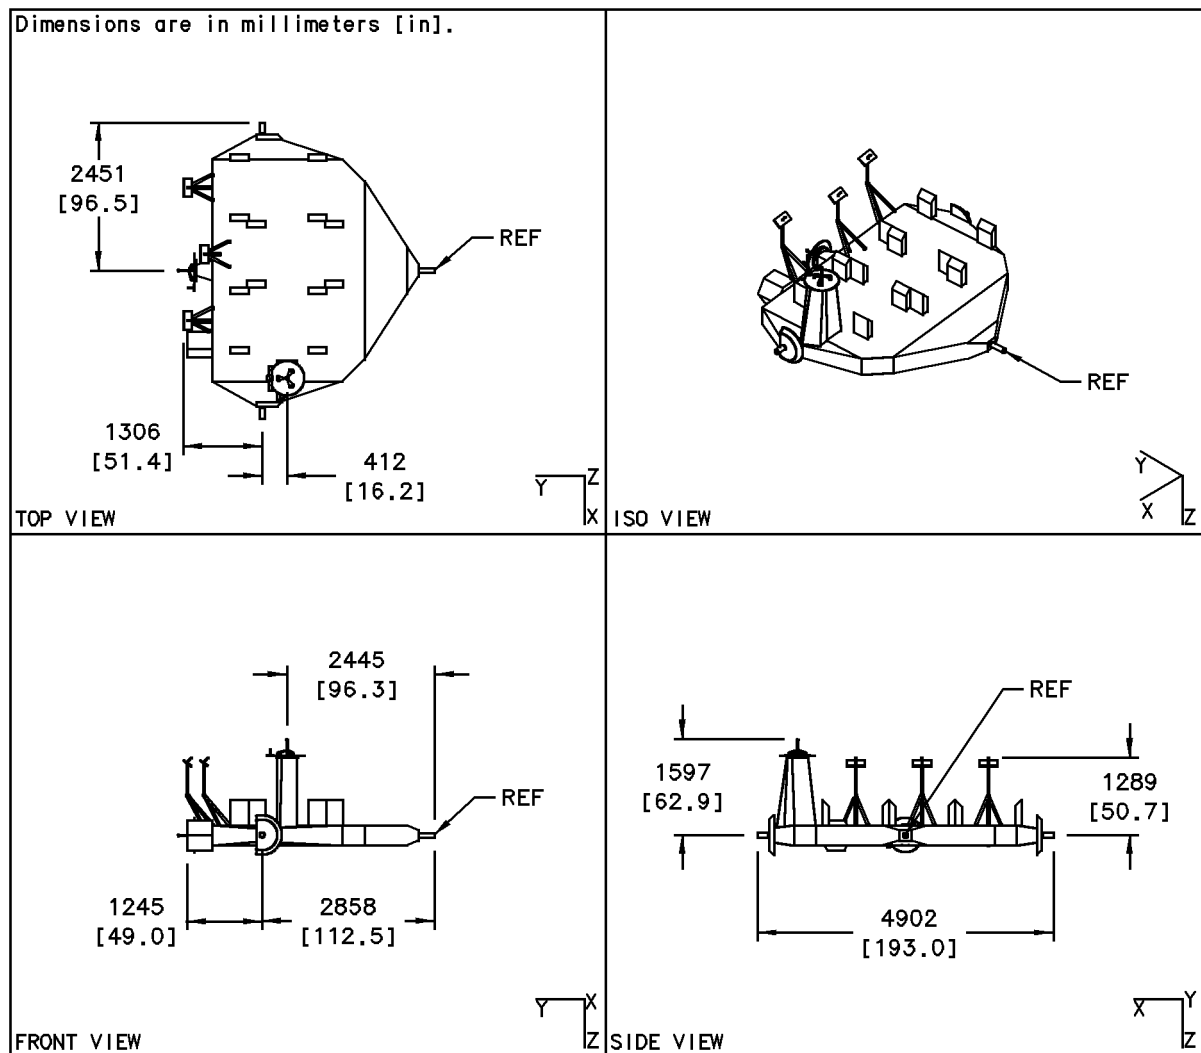 Dimensions are in millimeters [in].
2451
[96.5]
REF
1306
[51.4]
412
[16.2]
Y
Z
X
TOP VIEW
REF
Y
X
Z
ISO VIEW
2445
[96.3]
REF
1245
[49.0]
2858
[112.5]
Y
X
Z
FRONT VIEW
REF
1597
[62.9]
1289
[50.7]
4902
[193.0]
X
Y
Z
SIDE VIEW